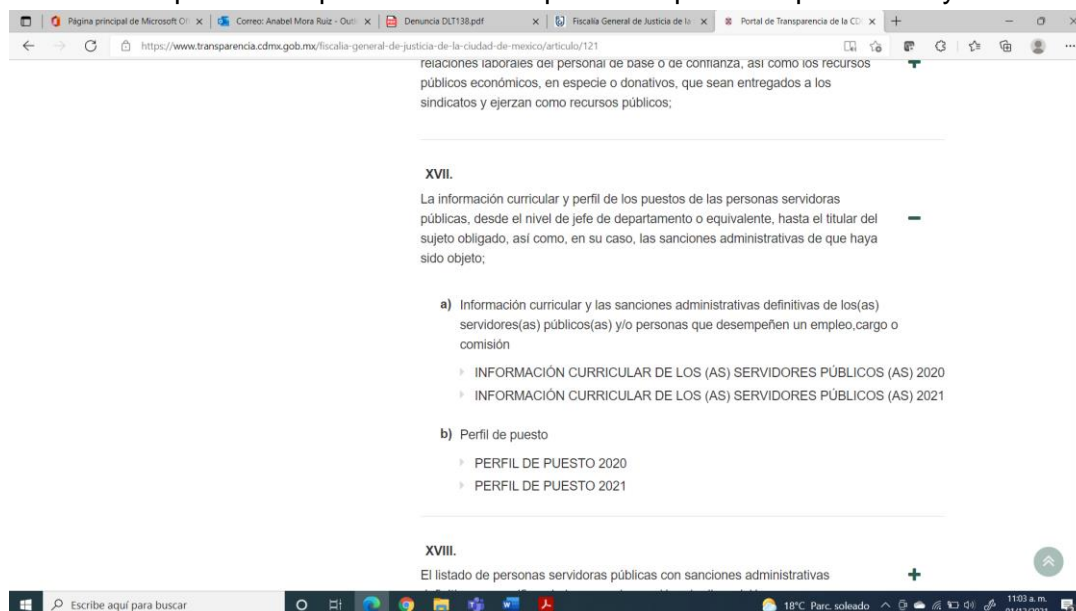 Página principal de Microsoft Of
Correo: Anabel Mora Ruiz - Outl
Denuncia DLT138.pdf
Fiscalía General de Justicia de la
Portal de Transparencia de la CD
https://www.transparencia.cdmx.gob.mx/fiscalia-general-de-justicia-de-la-ciudad-de-mexico/articulo/121
relaciones laborales del personal de base o de confianza, así como los recursos
públicos económicos, en especie o donativos, que sean entregados a los
sindicatos y ejerzan como recursos públicos;
XVII.
La información curricular y perfil de los puestos de las personas servidoras
públicas, desde el nivel de jefe de departamento o equivalente, hasta el titular del
sujeto obligado, así como, en su caso, las sanciones administrativas de que haya
sido objeto;
a) Información curricular y las sanciones administrativas definitivas de los(as)
servidores(as) públicos(as) y/o personas que desempeñen un empleo,cargo o
comisión
INFORMACIÓN CURRICULAR DE LOS (AS) SERVIDORES PÚBLICOS (AS) 2020
INFORMACIÓN CURRICULAR DE LOS (AS) SERVIDORES PÚBLICOS (AS) 2021
b) Perfil de puesto
PERFIL DE PUESTO 2020
PERFIL DE PUESTO 2021
XVIII.
El listado de personas servidoras públicas con sanciones administrativas
Escribe aquí para buscar
18°C Parc. soleado
11:03 a. m.